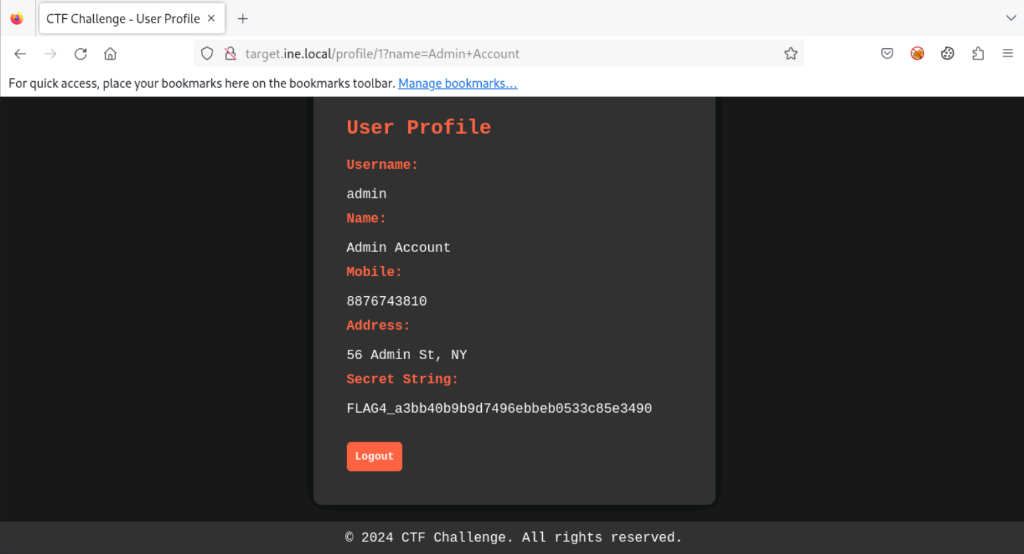 CTF Challenge - User Profile
target.ine.local/profile/1?name=Admin+Account
For quick access, place your bookmarks here on the bookmarks toolbar. Manage bookmarks…
User Profile
Username:
admin
Name:
Admin Account
Mobile:
8876743810
Address:
56 Admin St, NY
Secret String:
FLAG4_a3bb40b9b9d7496ebbeb0533c85e3490
Logout
© 2024 CTF Challenge. All rights reserved.